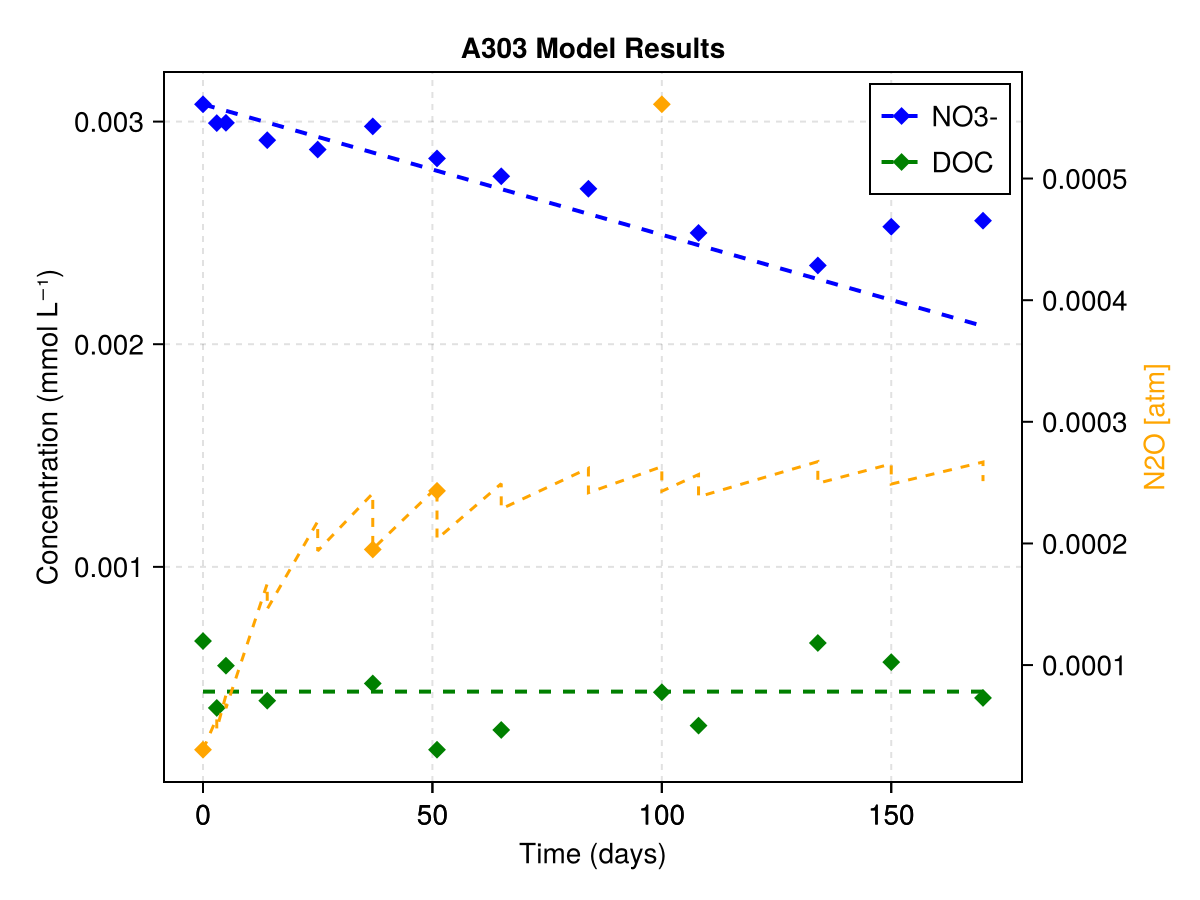 A303 Model Results
NO3-
DOC
Concentration (mmol L⁻¹)
0.003
0.002
0.001
0.0005
0.0004
0.0003
0.0002
0.0001
N2O [atm]
0
50
100
150
Time (days)